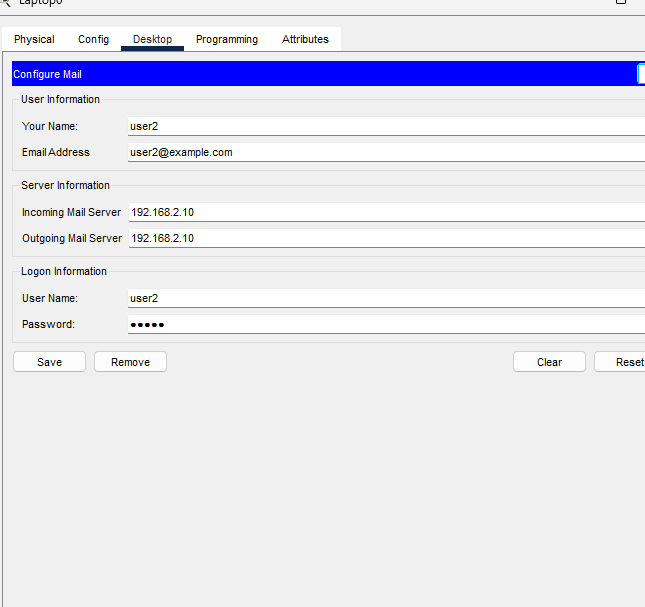 Laptop0
Physical Config Desktop Programming Attributes
Configure Mail
User Information
Your Name: user2
Email Address user2@example.com
Server Information
Incoming Mail Server 192.168.2.10
Outgoing Mail Server 192.168.2.10
Logon Information
User Name: user2
Password: •••••
Save Remove Clear Reset